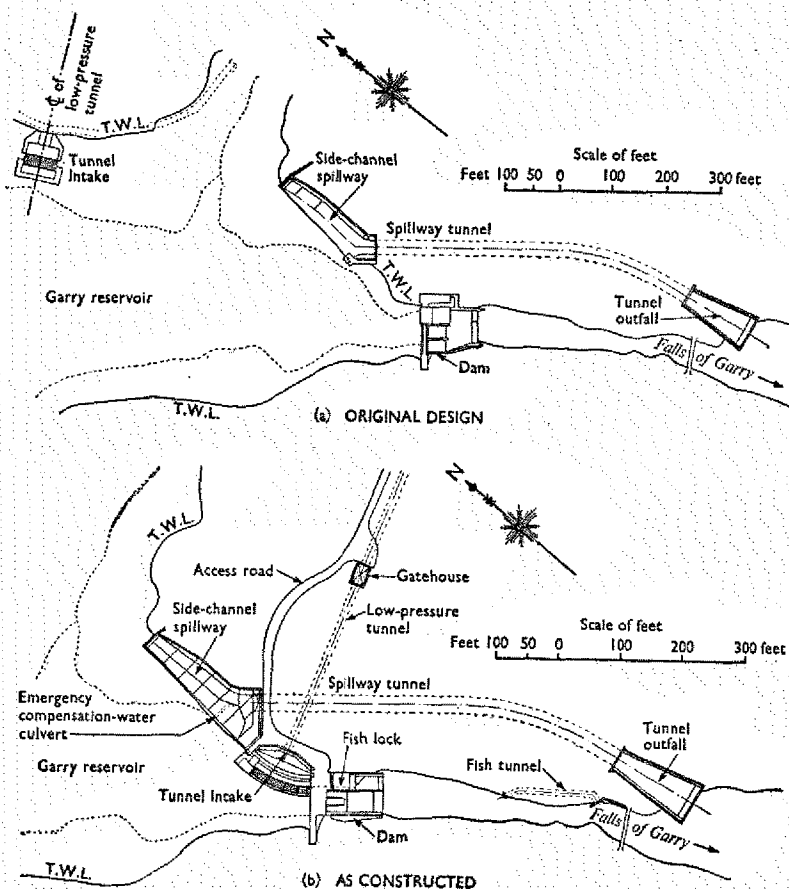 N
℄ of
low-pressure
tunnel
T.W.L.
Tunnel
Intake
Side-channel
spillway
Scale of feet
Feet 100 50 0 100 200 300 feet
Spillway tunnel
T.W.L.
Garry reservoir
Tunnel
outfall
Falls of Garry
Dam
T.W.L.
(a) ORIGINAL DESIGN
N
T.W.L.
Access road
Gatehouse
Side-channel
spillway
Low-pressure
tunnel
Scale of feet
Feet 100 50 0 100 200 300 feet
Emergency
compensation-water
culvert
Spillway tunnel
Tunnel
outfall
Fish lock
Garry reservoir
Fish tunnel
Tunnel Intake
Dam
Falls of Garry
T.W.L.
(b) AS CONSTRUCTED